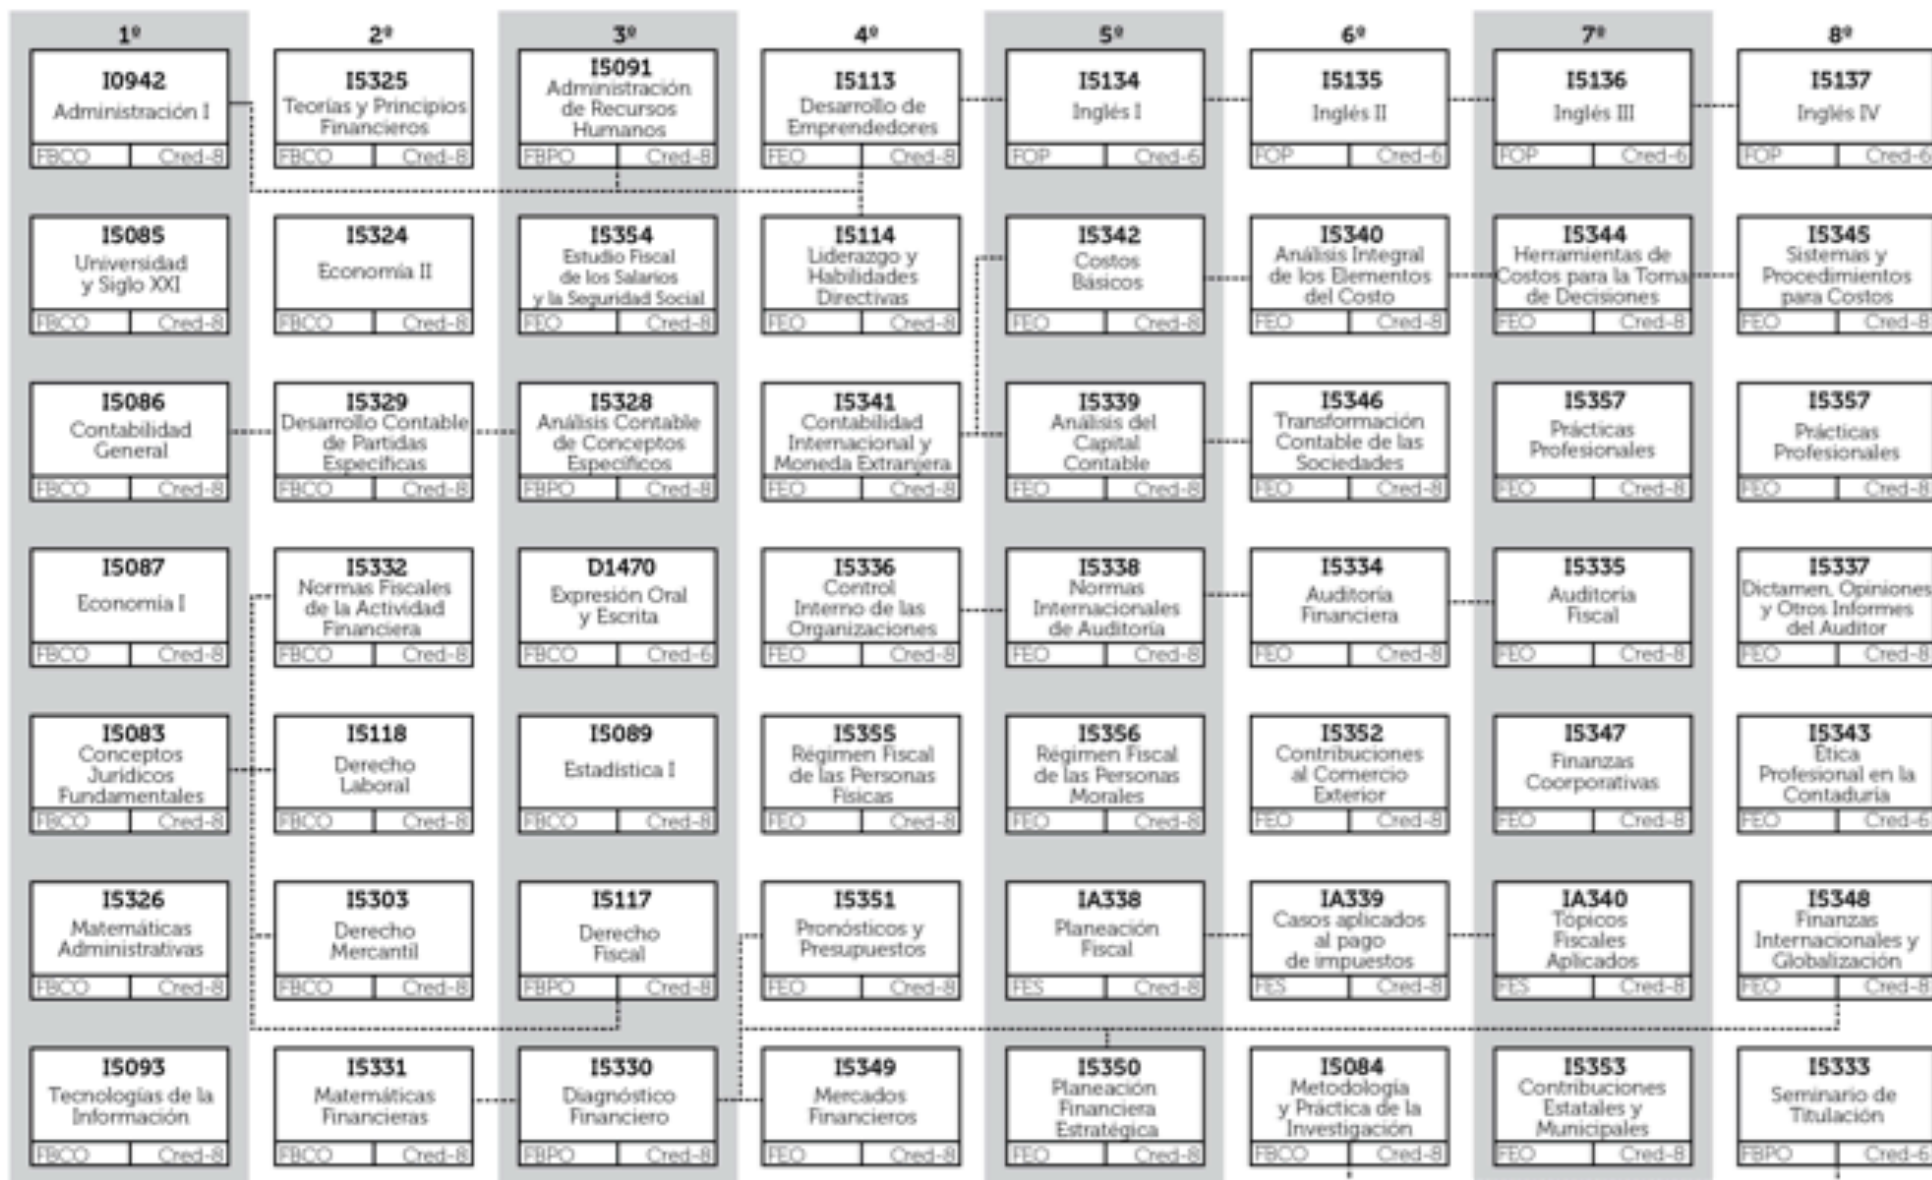 1º
2º
3º
4º
5º
6º
7º
8º
I0942
Administración I
FBCO Cred-8
I5325
Teorías y Principios
Financieros
FBCO Cred-8
I5091
Administración
de Recursos
Humanos
FBPO Cred-8
I5113
Desarrollo de
Emprendedores
FEO Cred-8
I5134
Inglés I
FOP Cred-6
I5135
Inglés II
FOP Cred-6
I5136
Inglés III
FOP Cred-6
I5137
Inglés IV
FOP Cred-6
I5085
Universidad
y Siglo XXI
FBCO Cred-8
I5324
Economía II
FBCO Cred-8
I5354
Estudio Fiscal
de los Salarios
y la Seguridad Social
FEO Cred-8
I5114
Liderazgo y
Habilidades
Directivas
FEO Cred-8
I5342
Costos
Básicos
FEO Cred-8
I5340
Análisis Integral
de los Elementos
del Costo
FEO Cred-8
I5344
Herramientas de
Costos para la Toma
de Decisiones
FEO Cred-8
I5345
Sistemas y
Procedimientos
para Costos
FEO Cred-8
I5086
Contabilidad
General
FBCO Cred-8
I5329
Desarrollo Contable
de Partidas
Específicas
FBCO Cred-8
I5328
Análisis Contable
de Conceptos
Específicos
FBPO Cred-8
I5341
Contabilidad
Internacional y
Moneda Extranjera
FEO Cred-8
I5339
Análisis del
Capital
Contable
FEO Cred-8
I5346
Transformación
Contable de las
Sociedades
FEO Cred-8
I5357
Prácticas
Profesionales
FEO Cred-8
I5357
Prácticas
Profesionales
FEO Cred-8
I5087
Economía I
FBCO Cred-8
I5332
Normas Fiscales
de la Actividad
Financiera
FBCO Cred-8
D1470
Expresión Oral
y Escrita
FBCO Cred-6
I5336
Control
Interno de las
Organizaciones
FEO Cred-8
I5338
Normas
Internacionales
de Auditoría
FEO Cred-8
I5334
Auditoría
Financiera
FEO Cred-8
I5335
Auditoría
Fiscal
FEO Cred-8
I5337
Dictamen, Opiniones
y Otros Informes
del Auditor
FEO Cred-8
I5083
Conceptos
Jurídicos
Fundamentales
FBCO Cred-8
I5118
Derecho
Laboral
FBCO Cred-8
I5089
Estadística I
FBCO Cred-8
I5355
Régimen Fiscal
de las Personas
Físicas
FEO Cred-8
I5356
Régimen Fiscal
de las Personas
Morales
FEO Cred-8
I5352
Contribuciones
al Comercio
Exterior
FEO Cred-8
I5347
Finanzas
Coorporativas
FEO Cred-8
I5343
Ética
Profesional en la
Contaduría
FEO Cred-6
I5326
Matemáticas
Administrativas
FBCO Cred-8
I5303
Derecho
Mercantil
FBCO Cred-8
I5117
Derecho
Fiscal
FBPO Cred-8
I5351
Pronósticos y
Presupuestos
FEO Cred-8
IA338
Planeación
Fiscal
FES Cred-8
IA339
Casos aplicados
al pago
de impuestos
FES Cred-8
IA340
Tópicos
Fiscales
Aplicados
FES Cred-8
I5348
Finanzas
Internacionales y
Globalización
FEO Cred-8
I5093
Tecnologías de la
Información
FBCO Cred-8
I5331
Matemáticas
Financieras
FBCO Cred-8
I5330
Diagnóstico
Financiero
FBPO Cred-8
I5349
Mercados
Financieros
FEO Cred-8
I5350
Planeación
Financiera
Estratégica
FEO Cred-8
I5084
Metodología
y Práctica de la
Investigación
FBCO Cred-8
I5353
Contribuciones
Estatales y
Municipales
FEO Cred-8
I5333
Seminario de
Titulación
FBPO Cred-6